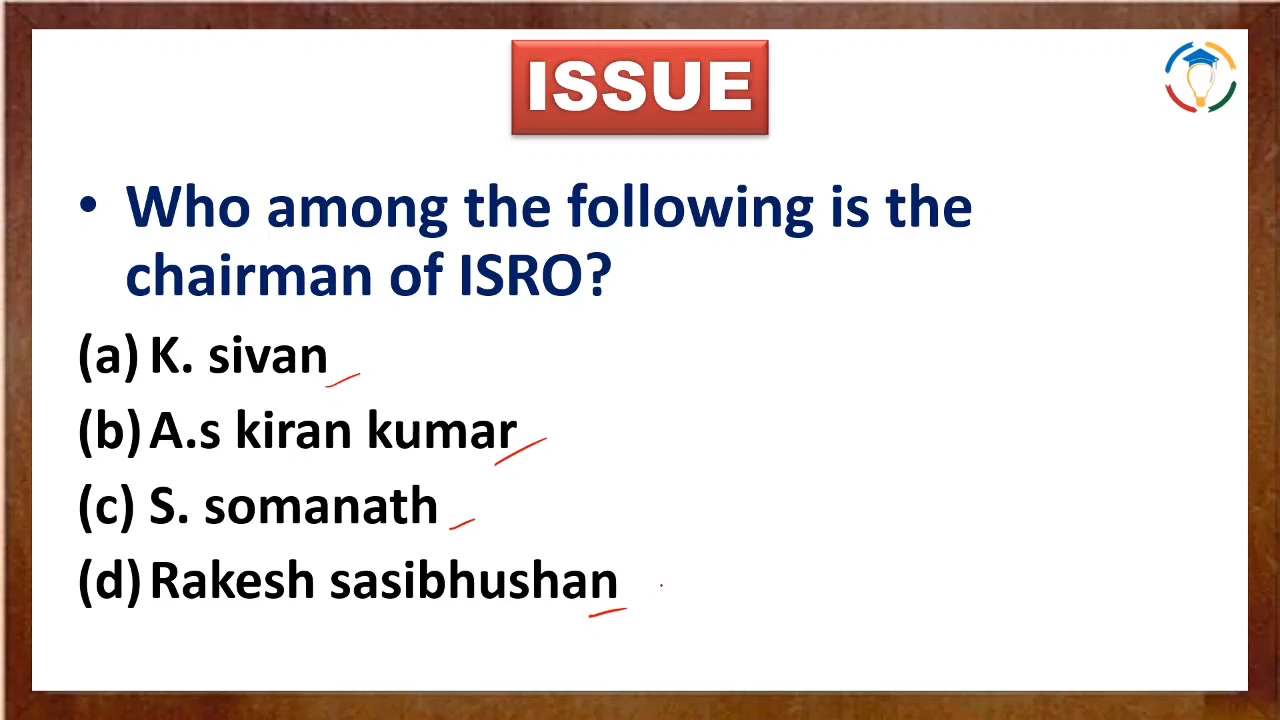 ISSUE
• Who among the following is the
chairman of ISRO?
(a) K. sivan
(b) A.s kiran kumar
(c) S. somanath
(d) Rakesh sasibhushan